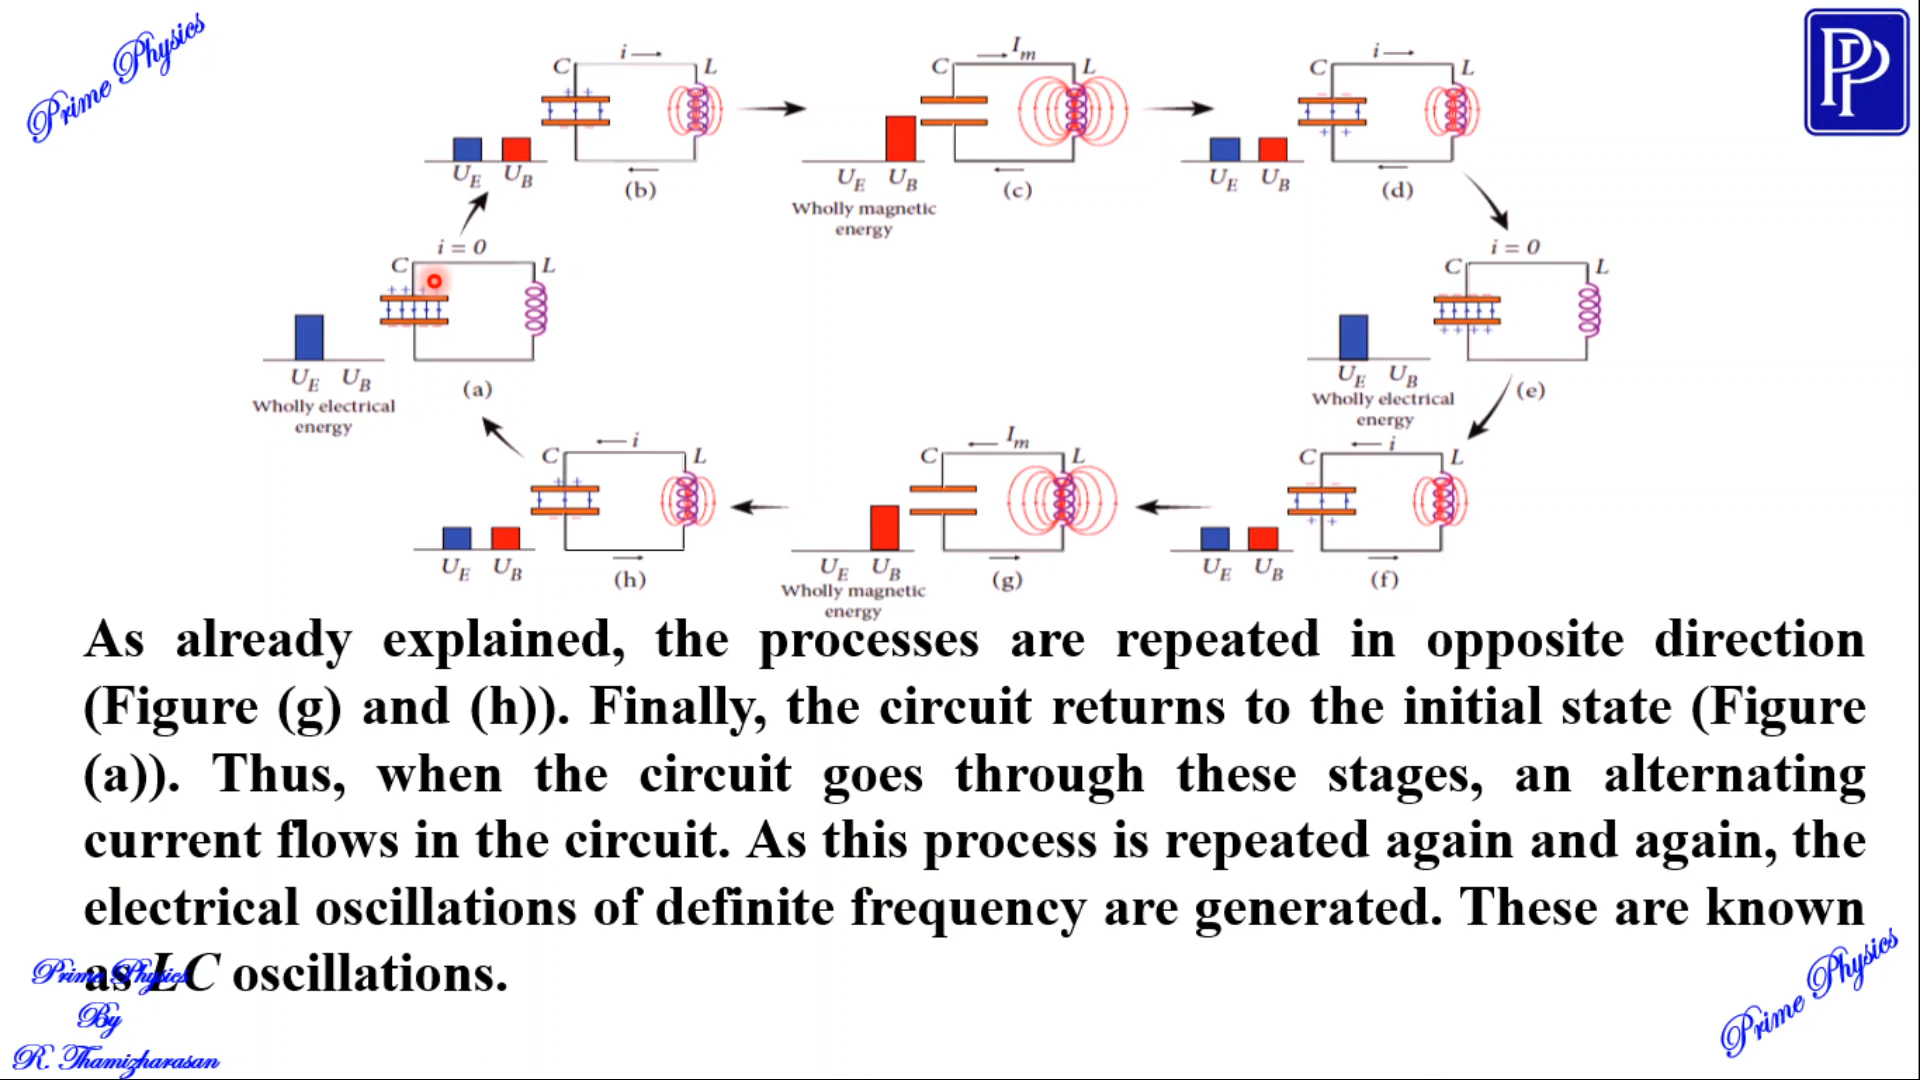 Prime Physics
PP
i
C
L
U_E U_B
(b)
I_m
C
L
U_E U_B
(c)
Wholly magnetic
energy
i
C
L
U_E U_B
(d)
i = 0
C
L
U_E U_B
(a)
Wholly electrical
energy
i = 0
C
L
U_E U_B
(e)
Wholly electrical
energy
i
C
L
U_E U_B
(h)
I_m
C
L
U_E U_B
(g)
Wholly magnetic
energy
i
C
L
U_E U_B
(f)
As already explained, the processes are repeated in opposite direction
(Figure (g) and (h)). Finally, the circuit returns to the initial state (Figure
(a)). Thus, when the circuit goes through these stages, an alternating
current flows in the circuit. As this process is repeated again and again, the
electrical oscillations of definite frequency are generated. These are known
as LC oscillations.
Prime Physics
By
R. Thamizharasan
Prime Physics